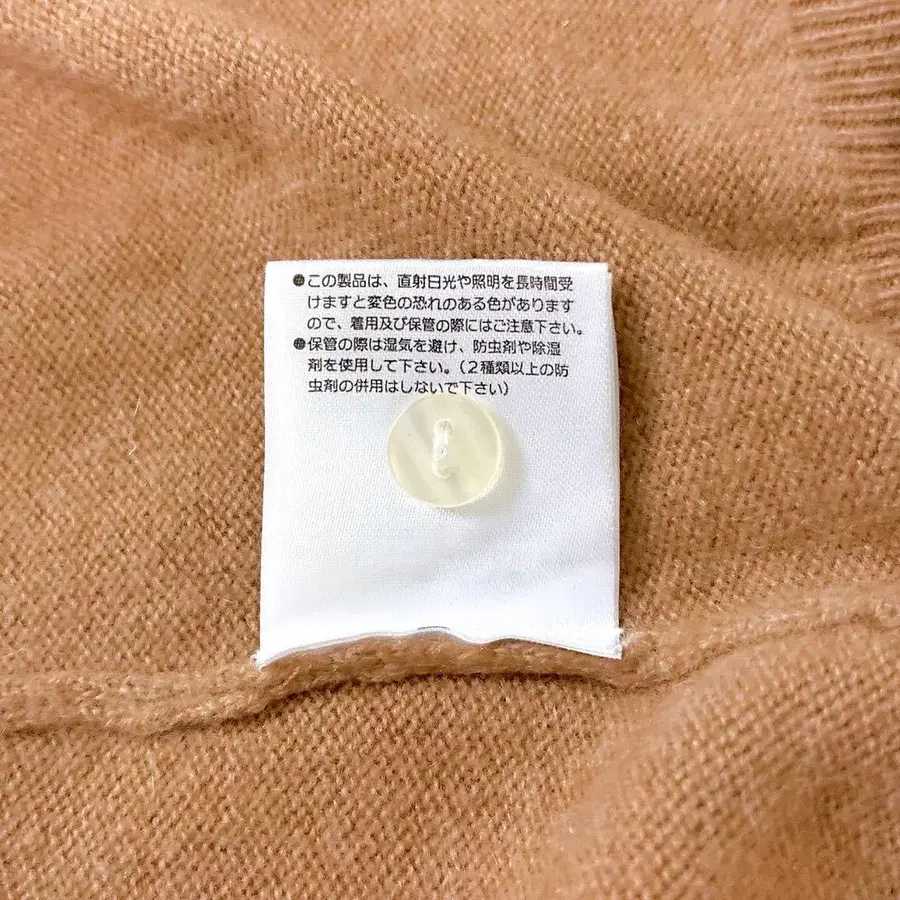 ●この製品は、直射日光や照明を長時間受
けますと変色の恐れのある色があります
ので、着用及び保管の際にはご注意下さい。
●保管の際は湿気を避け、防虫剤や除湿
剤を使用して下さい。（２種類以上の防
虫剤の併用はしないで下さい）